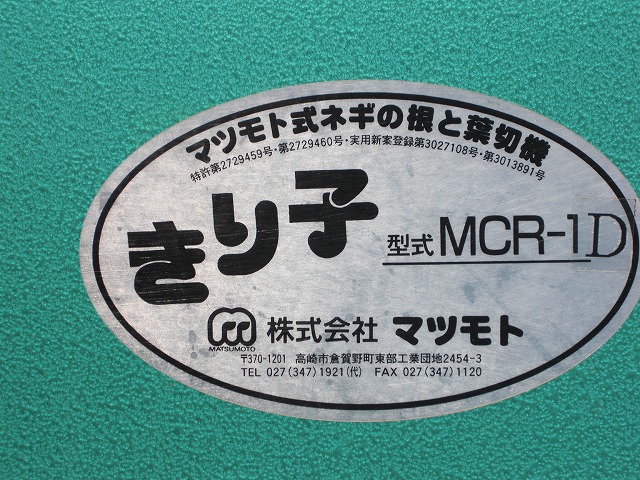 マツモト式ネギの根と葉切機
特許第2729459号・第2729460号・実用新案登録第3027108号・第3013891号
きり子
型式 MCR-1D
MATSUMOTO
株式会社 マツモト
〒370-1201 高崎市倉賀野町東部工業団地2454-3
TEL 027(347)1921(代) FAX 027(347)1120